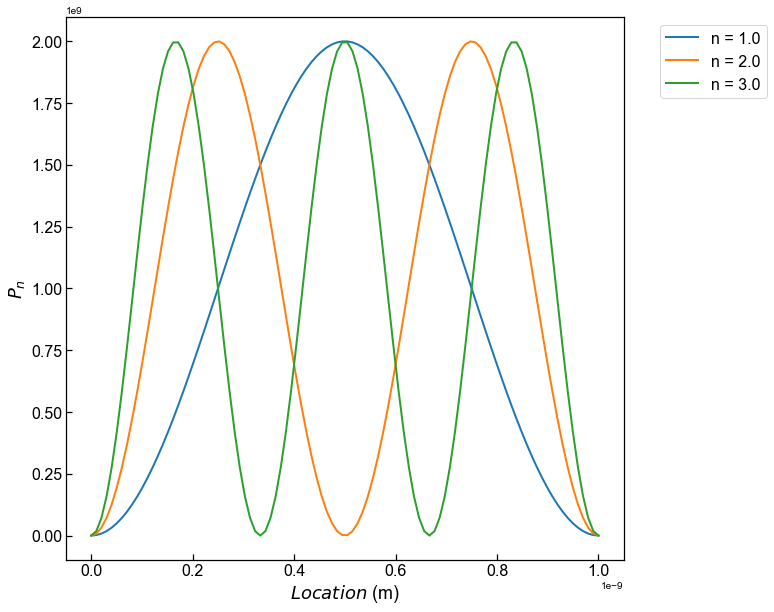 1e9
2.00
1.75
1.50
1.25
1.00
0.75
0.50
0.25
0.00
P_n
0.0 0.2 0.4 0.6 0.8 1.0
1e−9
Location (m)
n = 1.0
n = 2.0
n = 3.0